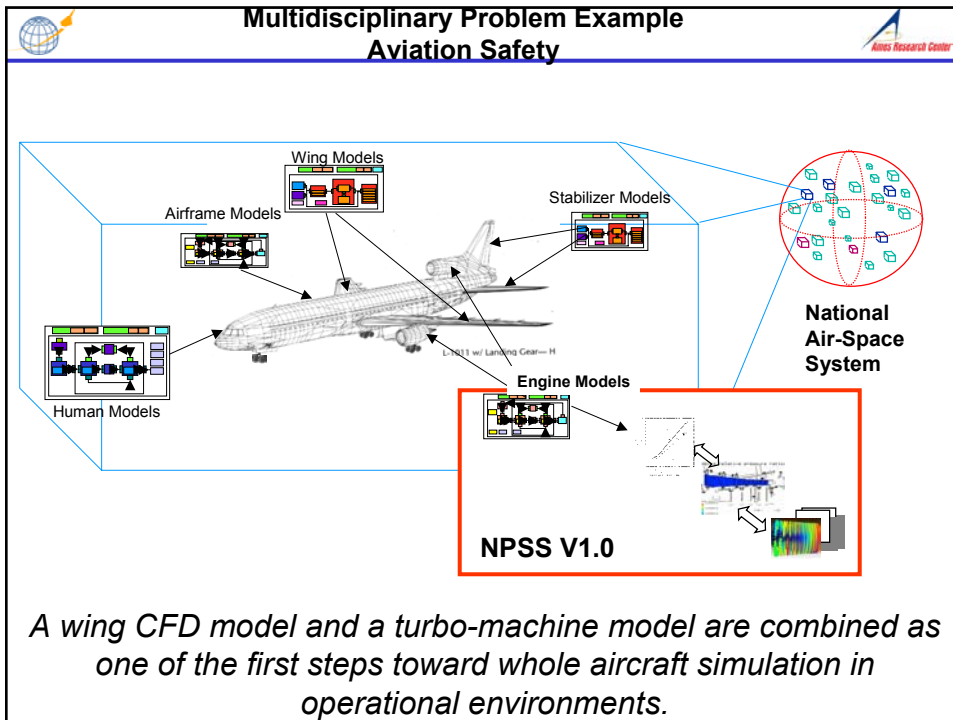 Multidisciplinary Problem Example
Aviation Safety
Ames Research Center
Wing Models
Airframe Models
Stabilizer Models
National
Air-Space
System
L-1011 w/ Landing Gear— H
Human Models
Engine Models
NPSS V1.0
A wing CFD model and a turbo-machine model are combined as
one of the first steps toward whole aircraft simulation in
operational environments.